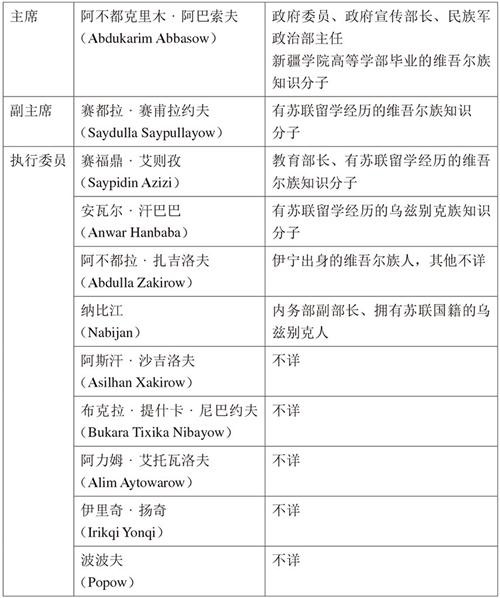 主席
阿不都克里木·阿巴索夫
（Abdukarim Abbasow）
政府委员、政府宣传部长、民族军
政治部主任
新疆学院高等学部毕业的维吾尔族
知识分子
副主席
赛都拉·赛甫拉约夫
（Saydulla Saypullayow）
有苏联留学经历的维吾尔族知识
分子
执行委员
赛福鼎·艾则孜
（Saypidin Azizi）
教育部长、有苏联留学经历的维吾
尔族知识分子
安瓦尔·汗巴巴
（Anwar Hanbaba）
有苏联留学经历的乌兹别克族知识
分子
阿不都拉·扎吉洛夫
（Abdulla Zakirow）
伊宁出身的维吾尔族人，其他不详
纳比江
（Nabijan）
内务部副部长、拥有苏联国籍的乌
兹别克人
阿斯汗·沙吉洛夫
（Asilhan Xakirow）
不详
布克拉·提什卡·尼巴约夫
（Bukara Tixika Nibayow）
不详
阿力姆·艾托瓦洛夫
（Alim Aytowarow）
不详
伊里奇·扬奇
（Irikqi Yonqi）
不详
波波夫
（Popow）
不详